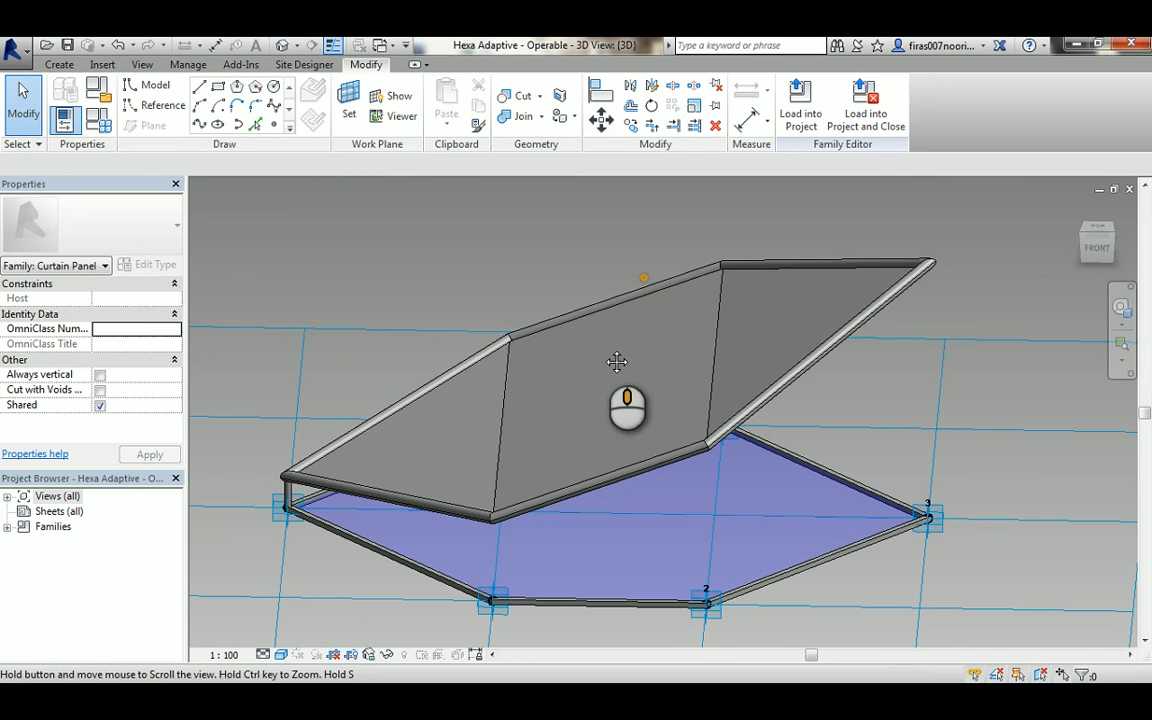 Hexa Adaptive - Operable - 3D View: {3D}
Type a keyword or phrase
firas007noori...
Create Insert View Manage Add-Ins Site Designer Modify
Model
Reference
Plane
Modify
Set
Show
Viewer
Paste
Cut
Join
Load into
Project
Load into
Project and Close
Select Properties Draw Work Plane Clipboard Geometry Modify Measure Family Editor
Properties
Family: Curtain Panel
Edit Type
Constraints
Host
Identity Data
OmniClass Num...
OmniClass Title
Other
Always vertical
Cut with Voids ...
Shared
Properties help
Apply
Project Browser - Hexa Adaptive - O...
Views (all)
Sheets (all)
Families
FRONT
3
2
1 : 100
Hold button and move mouse to Scroll the view. Hold Ctrl key to Zoom. Hold S
:0